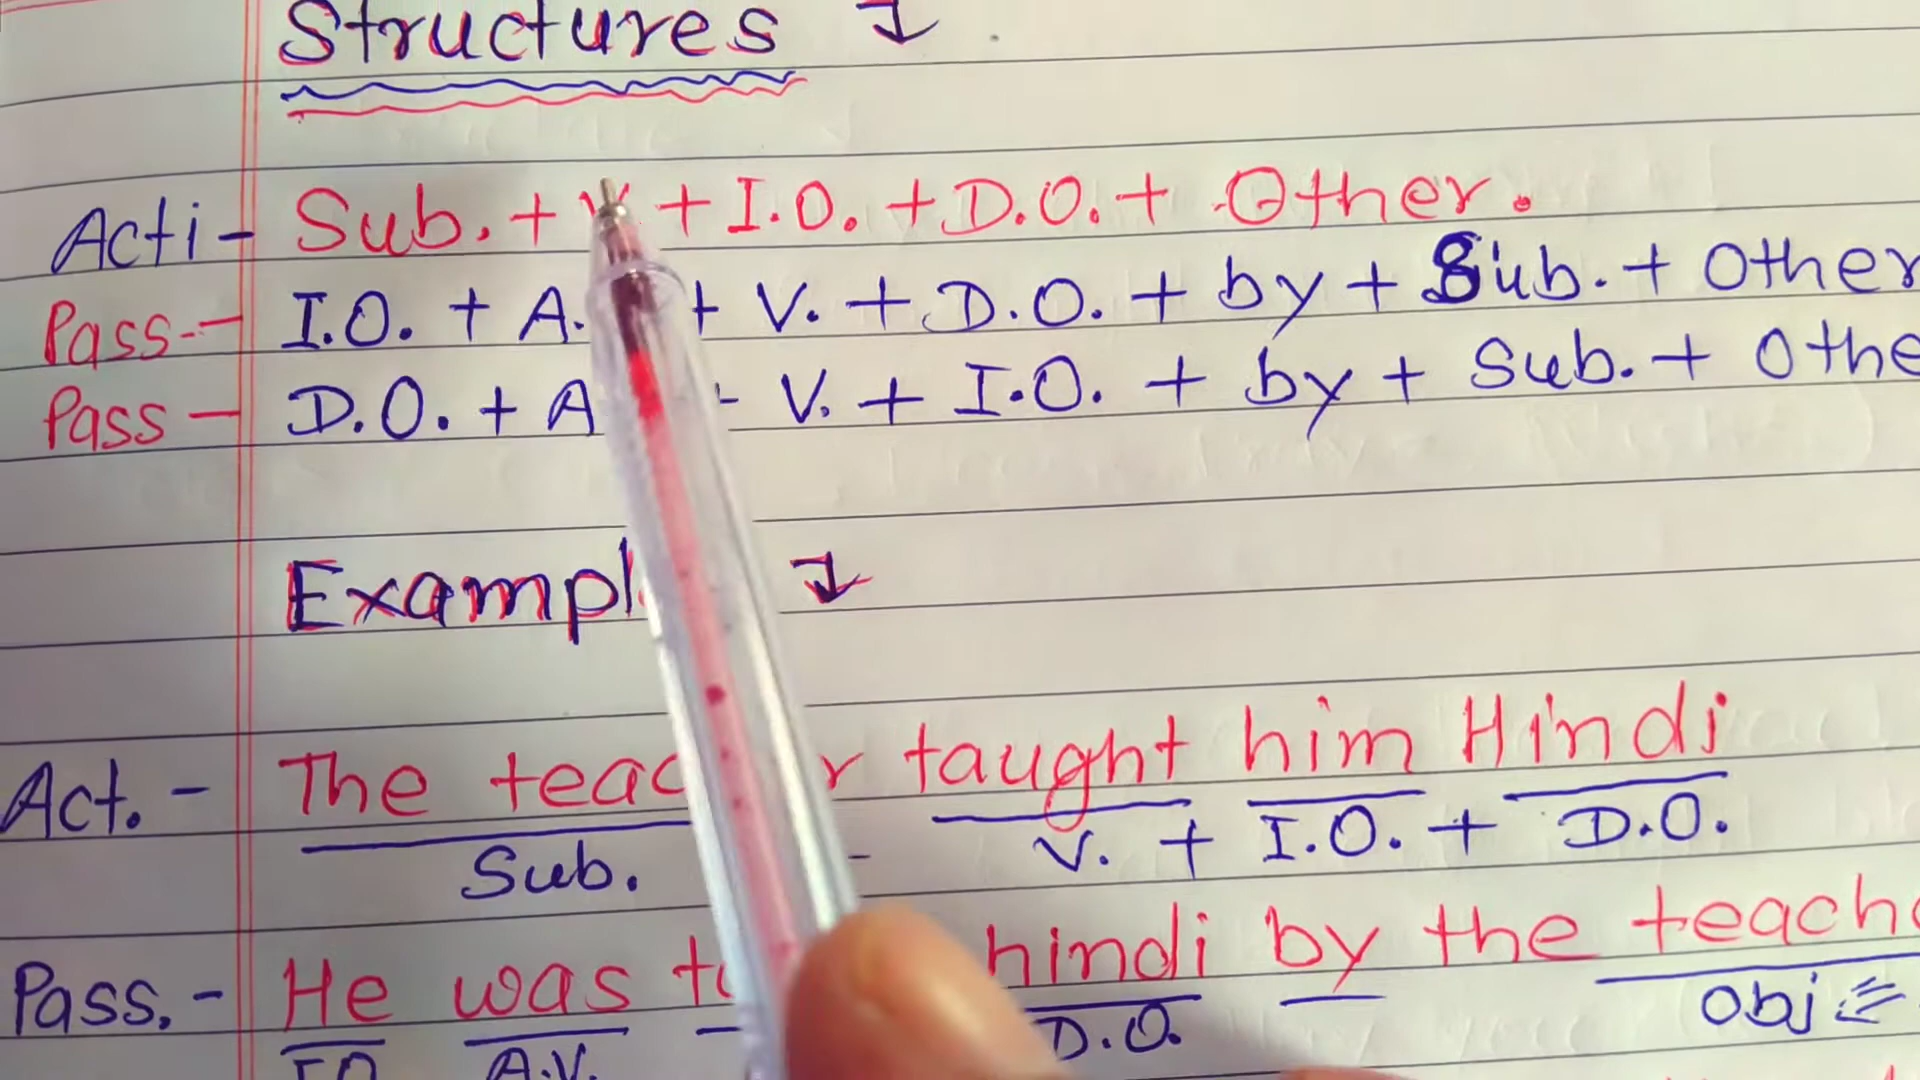 Structures
Acti - Sub. + V + I.O. + D.O. + Other.
Pass.- I.O. + A. + V. + D.O. + by + Sub. + Other
Pass - D.O. + A - V. + I.O. + by + Sub. + Othe
Exampl
Act. - The teac r taught him Hindi
Sub. - V. + I.O. + D.O.
Pass. - He was hindi by the teach
I.O. A.V. D.O. Obj